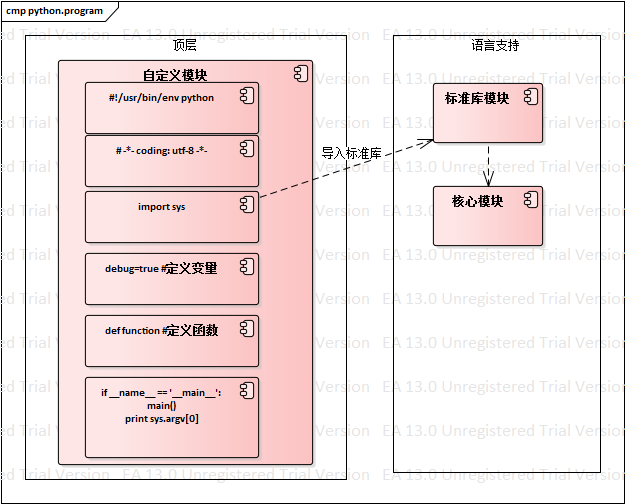 cmp python.program
顶层
语言支持
自定义模块
#!/usr/bin/env python
# -*- coding: utf-8 -*-
import sys
debug=true #定义变量
def function #定义函数
if __name__ == '__main__':
main()
print sys.argv[0]
导入标准库
标准库模块
核心模块
EA 13.0 Unregistered Trial Version